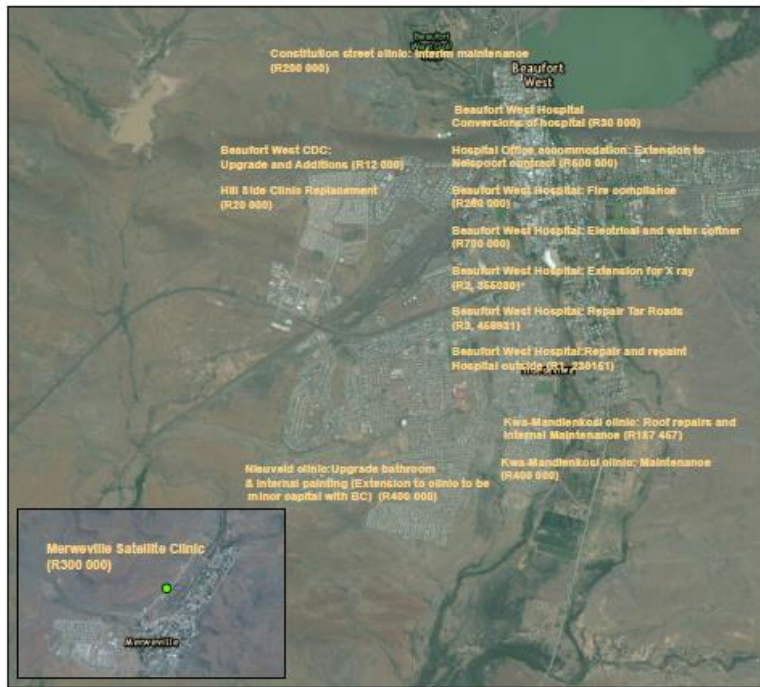 Constitution street clinic: Interim maintenance
(R200 000)
Beaufort
West
Beaufort West Hospital
Conversions of hospital (R30 000)
Beaufort West CDC:
Upgrade and Additions (R12 000)
Hospital Office accommodation: Extension to
Nelspoort contract (R600 000)
Hill Side Clinic Replanement
(R20 000)
Beaufort West Hospital: Fire compliance
Beaufort West Hospital: Electrical and water softner
(R700 000)
Beaufort West Hospital: Extension for X ray
Beaufort West Hospital: Repair Tar Roads
Beaufort West Hospital:Repair and repaint
Hospital outside
Kwa-Mandlenkosi clinic: Roof repairs and
Internal Maintenance (R187 467)
Kwa-Mandlenkosi clinic: Maintenance
(R400 000)
Nieuveld clinic:Upgrade bathroom
& Internal painting (Extension to clinic to be
minor capital with BC) (R400 000)
Merweville Satellite Clinic
(R300 000)
Merweville